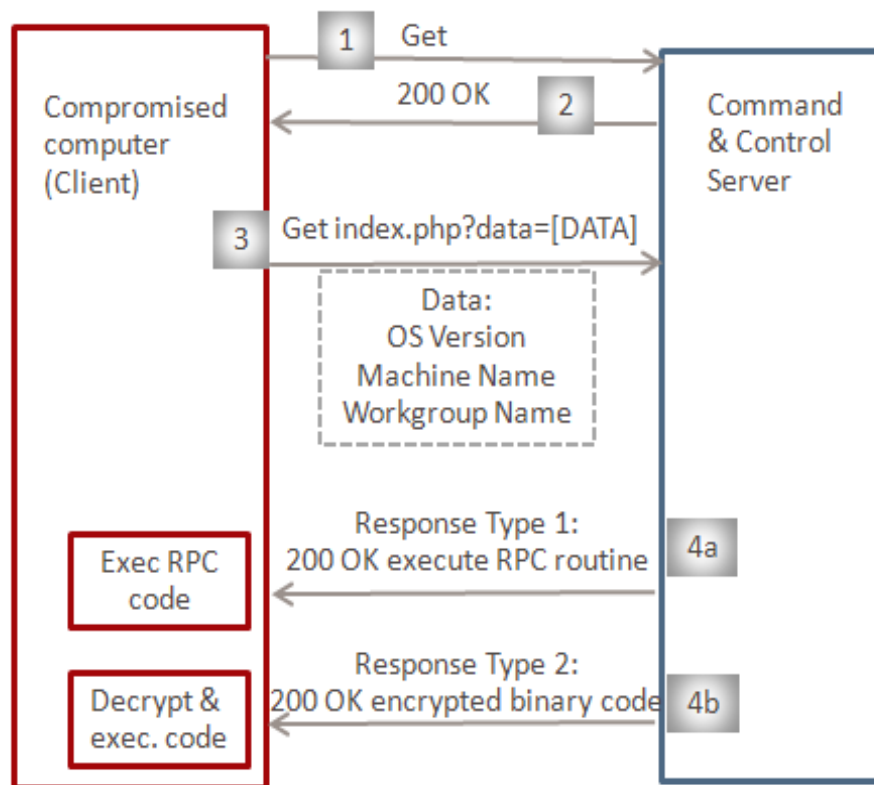 1
Get
200 OK
2
Compromised
computer
(Client)
Command
& Control
Server
3
Get index.php?data=[DATA]
Data:
OS Version
Machine Name
Workgroup Name
Response Type 1:
200 OK execute RPC routine
4a
Exec RPC
code
Response Type 2:
200 OK encrypted binary code
4b
Decrypt &
exec. code